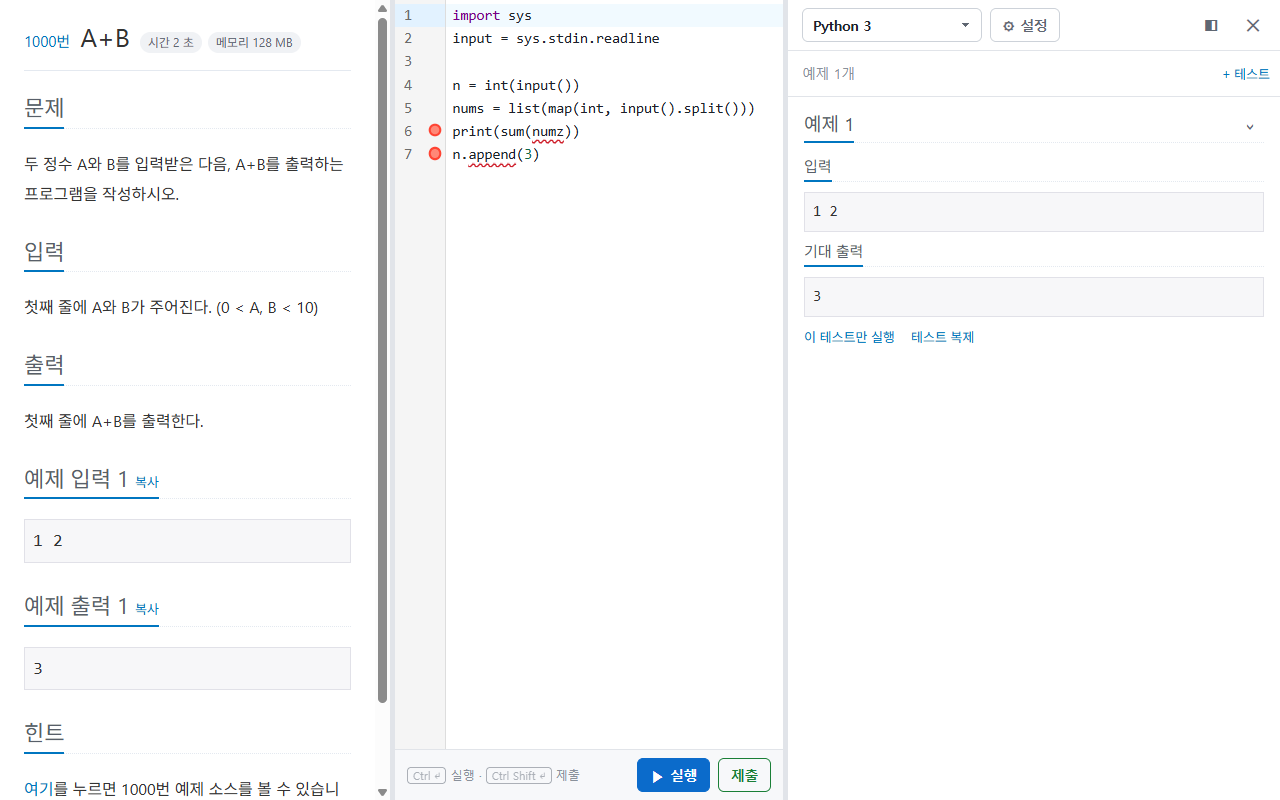 1000번 A+B 시간 2 초 메모리 128 MB
문제
두 정수 A와 B를 입력받은 다음, A+B를 출력하는
프로그램을 작성하시오.
입력
첫째 줄에 A와 B가 주어진다. (0 < A, B < 10)
출력
첫째 줄에 A+B를 출력한다.
예제 입력 1 복사
1 2
예제 출력 1 복사
3
힌트
여기를 누르면 1000번 예제 소스를 볼 수 있습니
1 import sys
2 input = sys.stdin.readline
3
4 n = int(input())
5 nums = list(map(int, input().split()))
6 print(sum(numz))
7 n.append(3)
Ctrl ⏎ 실행 · Ctrl Shift ⏎ 제출
▶ 실행 제출
Python 3 ⚙ 설정
예제 1개 + 테스트
예제 1
입력
1 2
기대 출력
3
이 테스트만 실행 테스트 복제